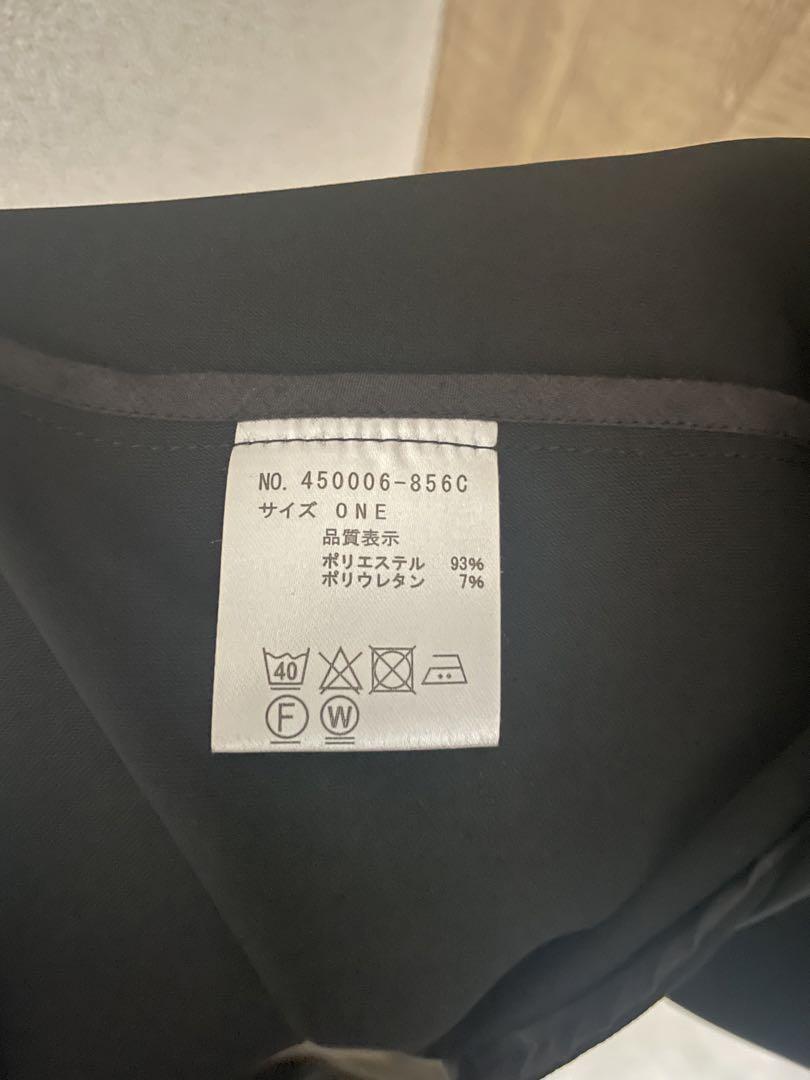 NO. 450006-856C
サイズ ONE
品質表示
ポリエステル 93%
ポリウレタン 7%
40
F W